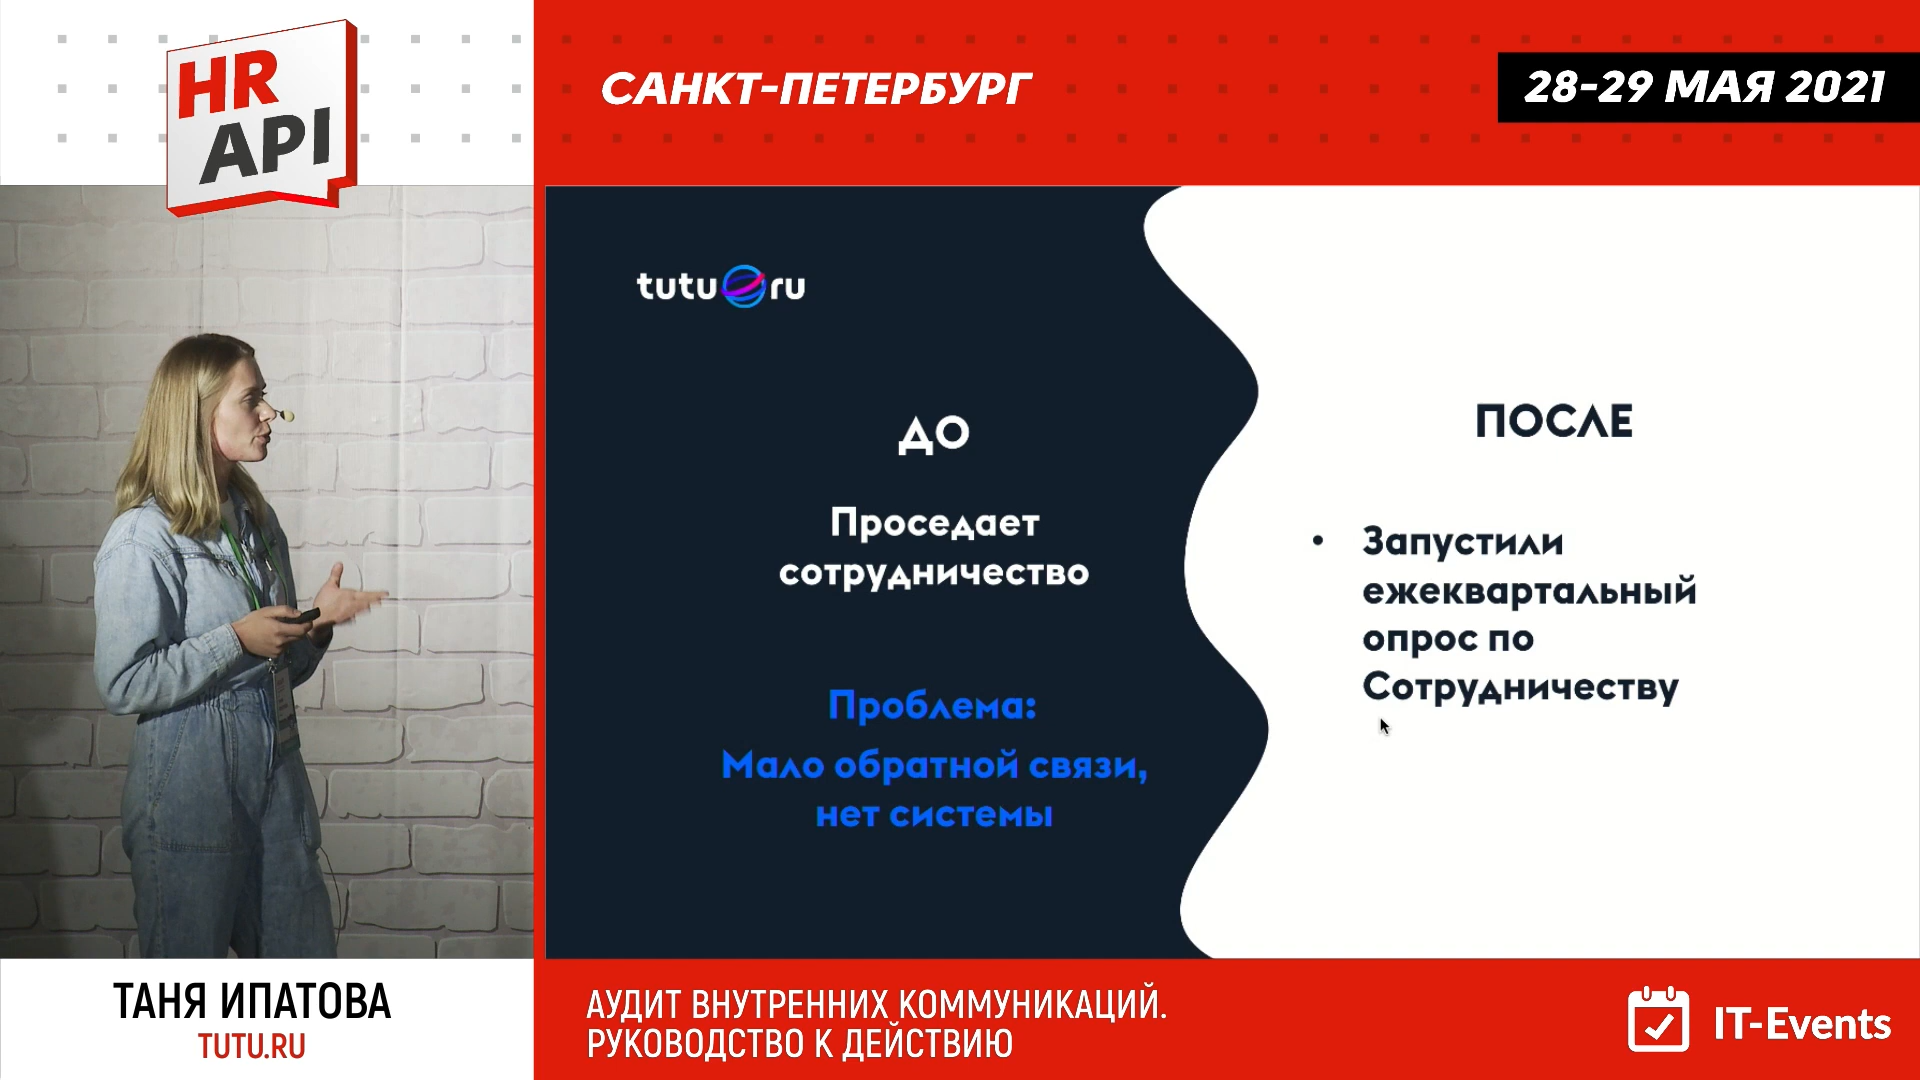 HR
API
САНКТ-ПЕТЕРБУРГ
28-29 МАЯ 2021
tutu ru
ДО
Проседает
сотрудничество
Проблема:
Мало обратной связи,
нет системы
ПОСЛЕ
• Запустили
ежеквартальный
опрос по
Сотрудничеству
ТАНЯ ИПАТОВА
TUTU.RU
АУДИТ ВНУТРЕННИХ КОММУНИКАЦИЙ.
РУКОВОДСТВО К ДЕЙСТВИЮ
IT-Events